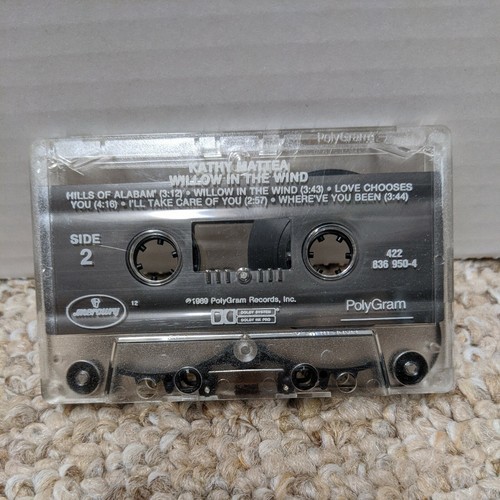 PolyGram
KATHY MATTEA
WILLOW IN THE WIND
HILLS OF ALABAM' (3:12) • WILLOW IN THE WIND (3:43) • LOVE CHOOSES
YOU (4:16) • I'LL TAKE CARE OF YOU (2:57) • WHERE'VE YOU BEEN (3:44)
SIDE
2
422
836 950-4
℗1989 PolyGram Records, Inc.
mercury
12
DOLBY SYSTEM
DOLBY HX PRO
PolyGram